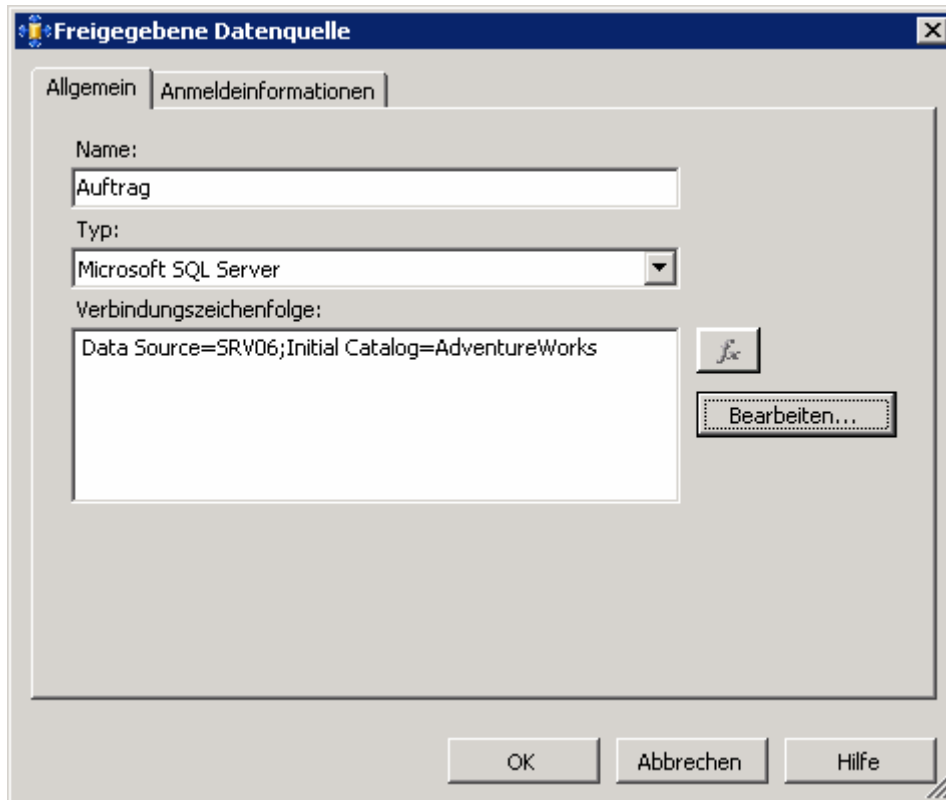 Freigegebene Datenquelle
Allgemein
Anmeldeinformationen
Name:
Auftrag
Typ:
Microsoft SQL Server
Verbindungszeichenfolge:
Data Source=SRV06;Initial Catalog=AdventureWorks
fx
Bearbeiten...
OK
Abbrechen
Hilfe